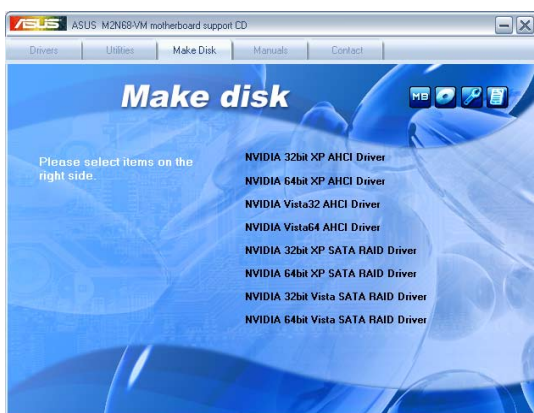 ASUS M2N68-VM motherboard support CD
Drivers Utilities Make Disk Manuals Contact
Make disk
MB
Please select items on the
right side.
NVIDIA 32bit XP AHCI Driver
NVIDIA 64bit XP AHCI Driver
NVIDIA Vista32 AHCI Driver
NVIDIA Vista64 AHCI Driver
NVIDIA 32bit XP SATA RAID Driver
NVIDIA 64bit XP SATA RAID Driver
NVIDIA 32bit Vista SATA RAID Driver
NVIDIA 64bit Vista SATA RAID Driver